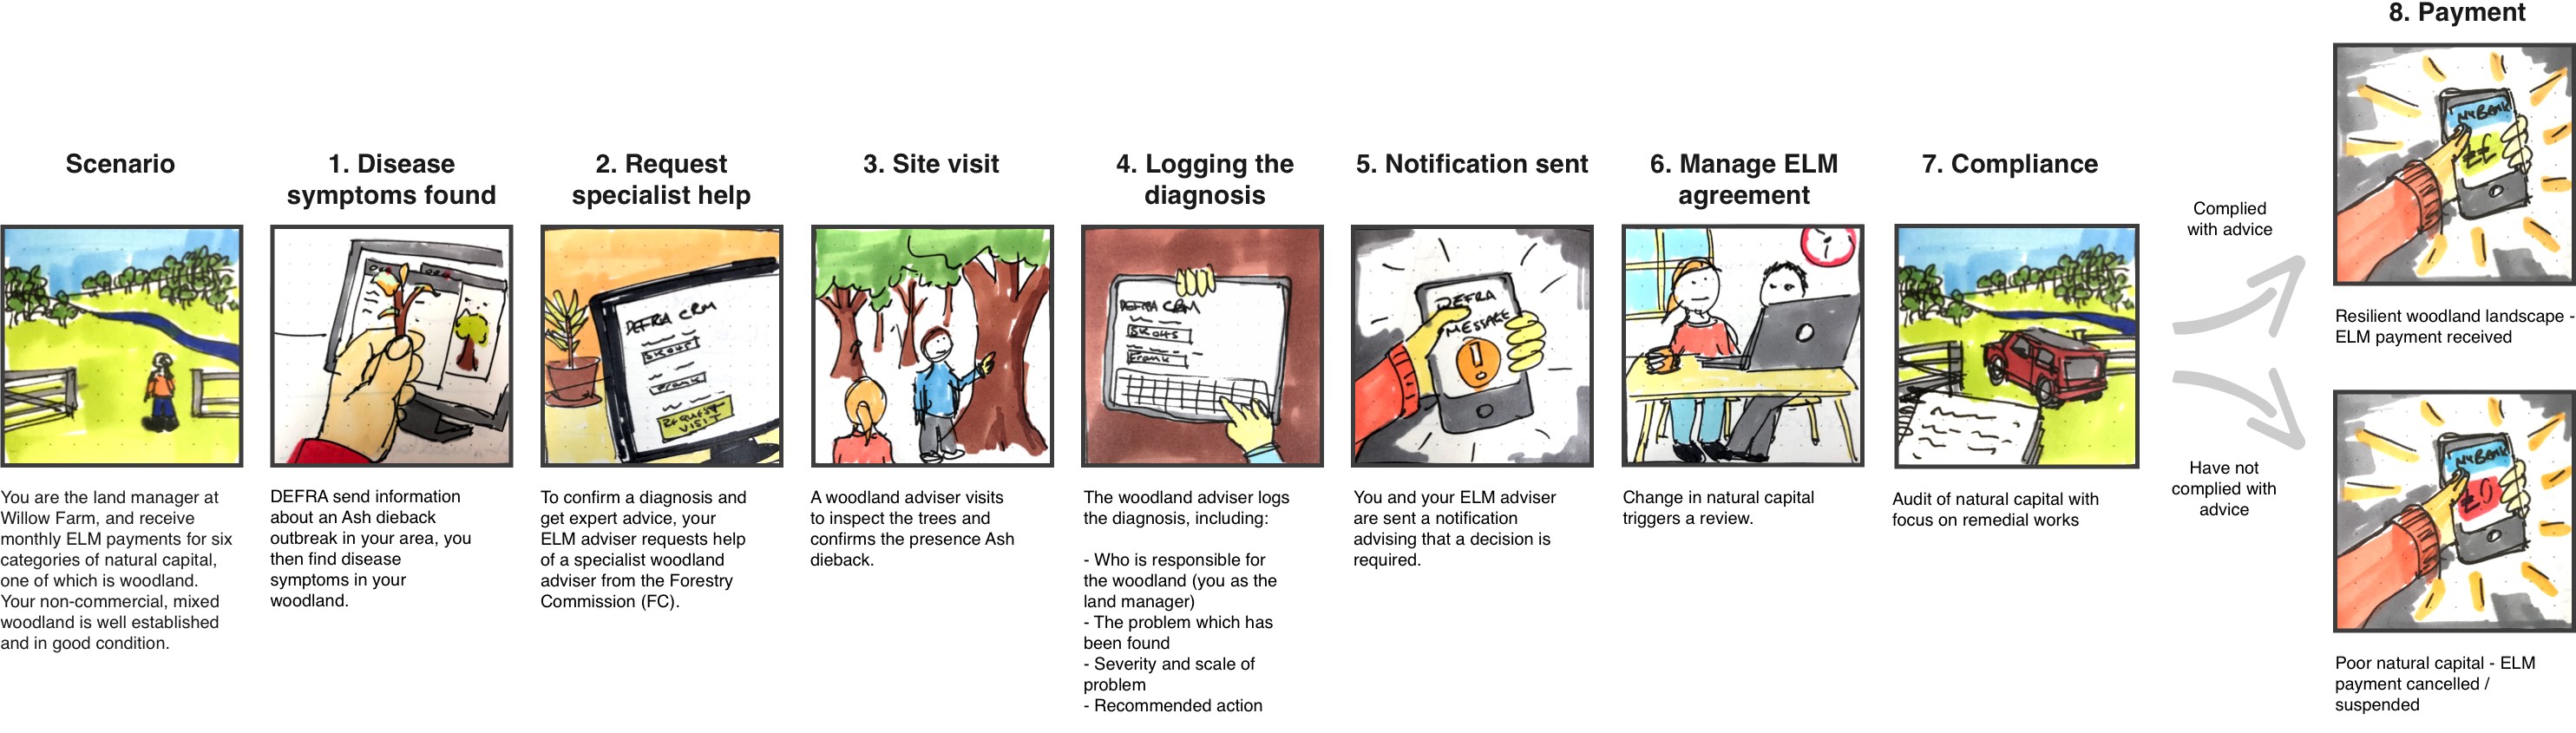 Scenario
You are the land manager at
Willow Farm, and receive
monthly ELM payments for six
categories of natural capital,
one of which is woodland.
Your non-commercial, mixed
woodland is well established
and in good condition.
1. Disease
symptoms found
DEFRA send information
about an Ash dieback
outbreak in your area, you
then find disease
symptoms in your
woodland.
2. Request
specialist help
DEFRA CRM
SK045
Frank
REQUEST
VISIT
To confirm a diagnosis and
get expert advice, your
ELM adviser requests help
of a specialist woodland
adviser from the Forestry
Commission (FC).
3. Site visit
A woodland adviser visits
to inspect the trees and
confirms the presence Ash
dieback.
4. Logging the
diagnosis
DEFRA CRM
SK045
Frank
The woodland adviser logs
the diagnosis, including:
- Who is responsible for
the woodland (you as the
land manager)
- The problem which has
been found
- Severity and scale of
problem
- Recommended action
5. Notification sent
DEFRA
MESSAGE
!
You and your ELM adviser
are sent a notification
advising that a decision is
required.
6. Manage ELM
agreement
Change in natural capital
triggers a review.
7. Compliance
Audit of natural capital with
focus on remedial works
Complied
with advice
Have not
complied with
advice
8. Payment
MYBANK
££
Resilient woodland landscape -
ELM payment received
MYBANK
£0
Poor natural capital - ELM
payment cancelled /
suspended